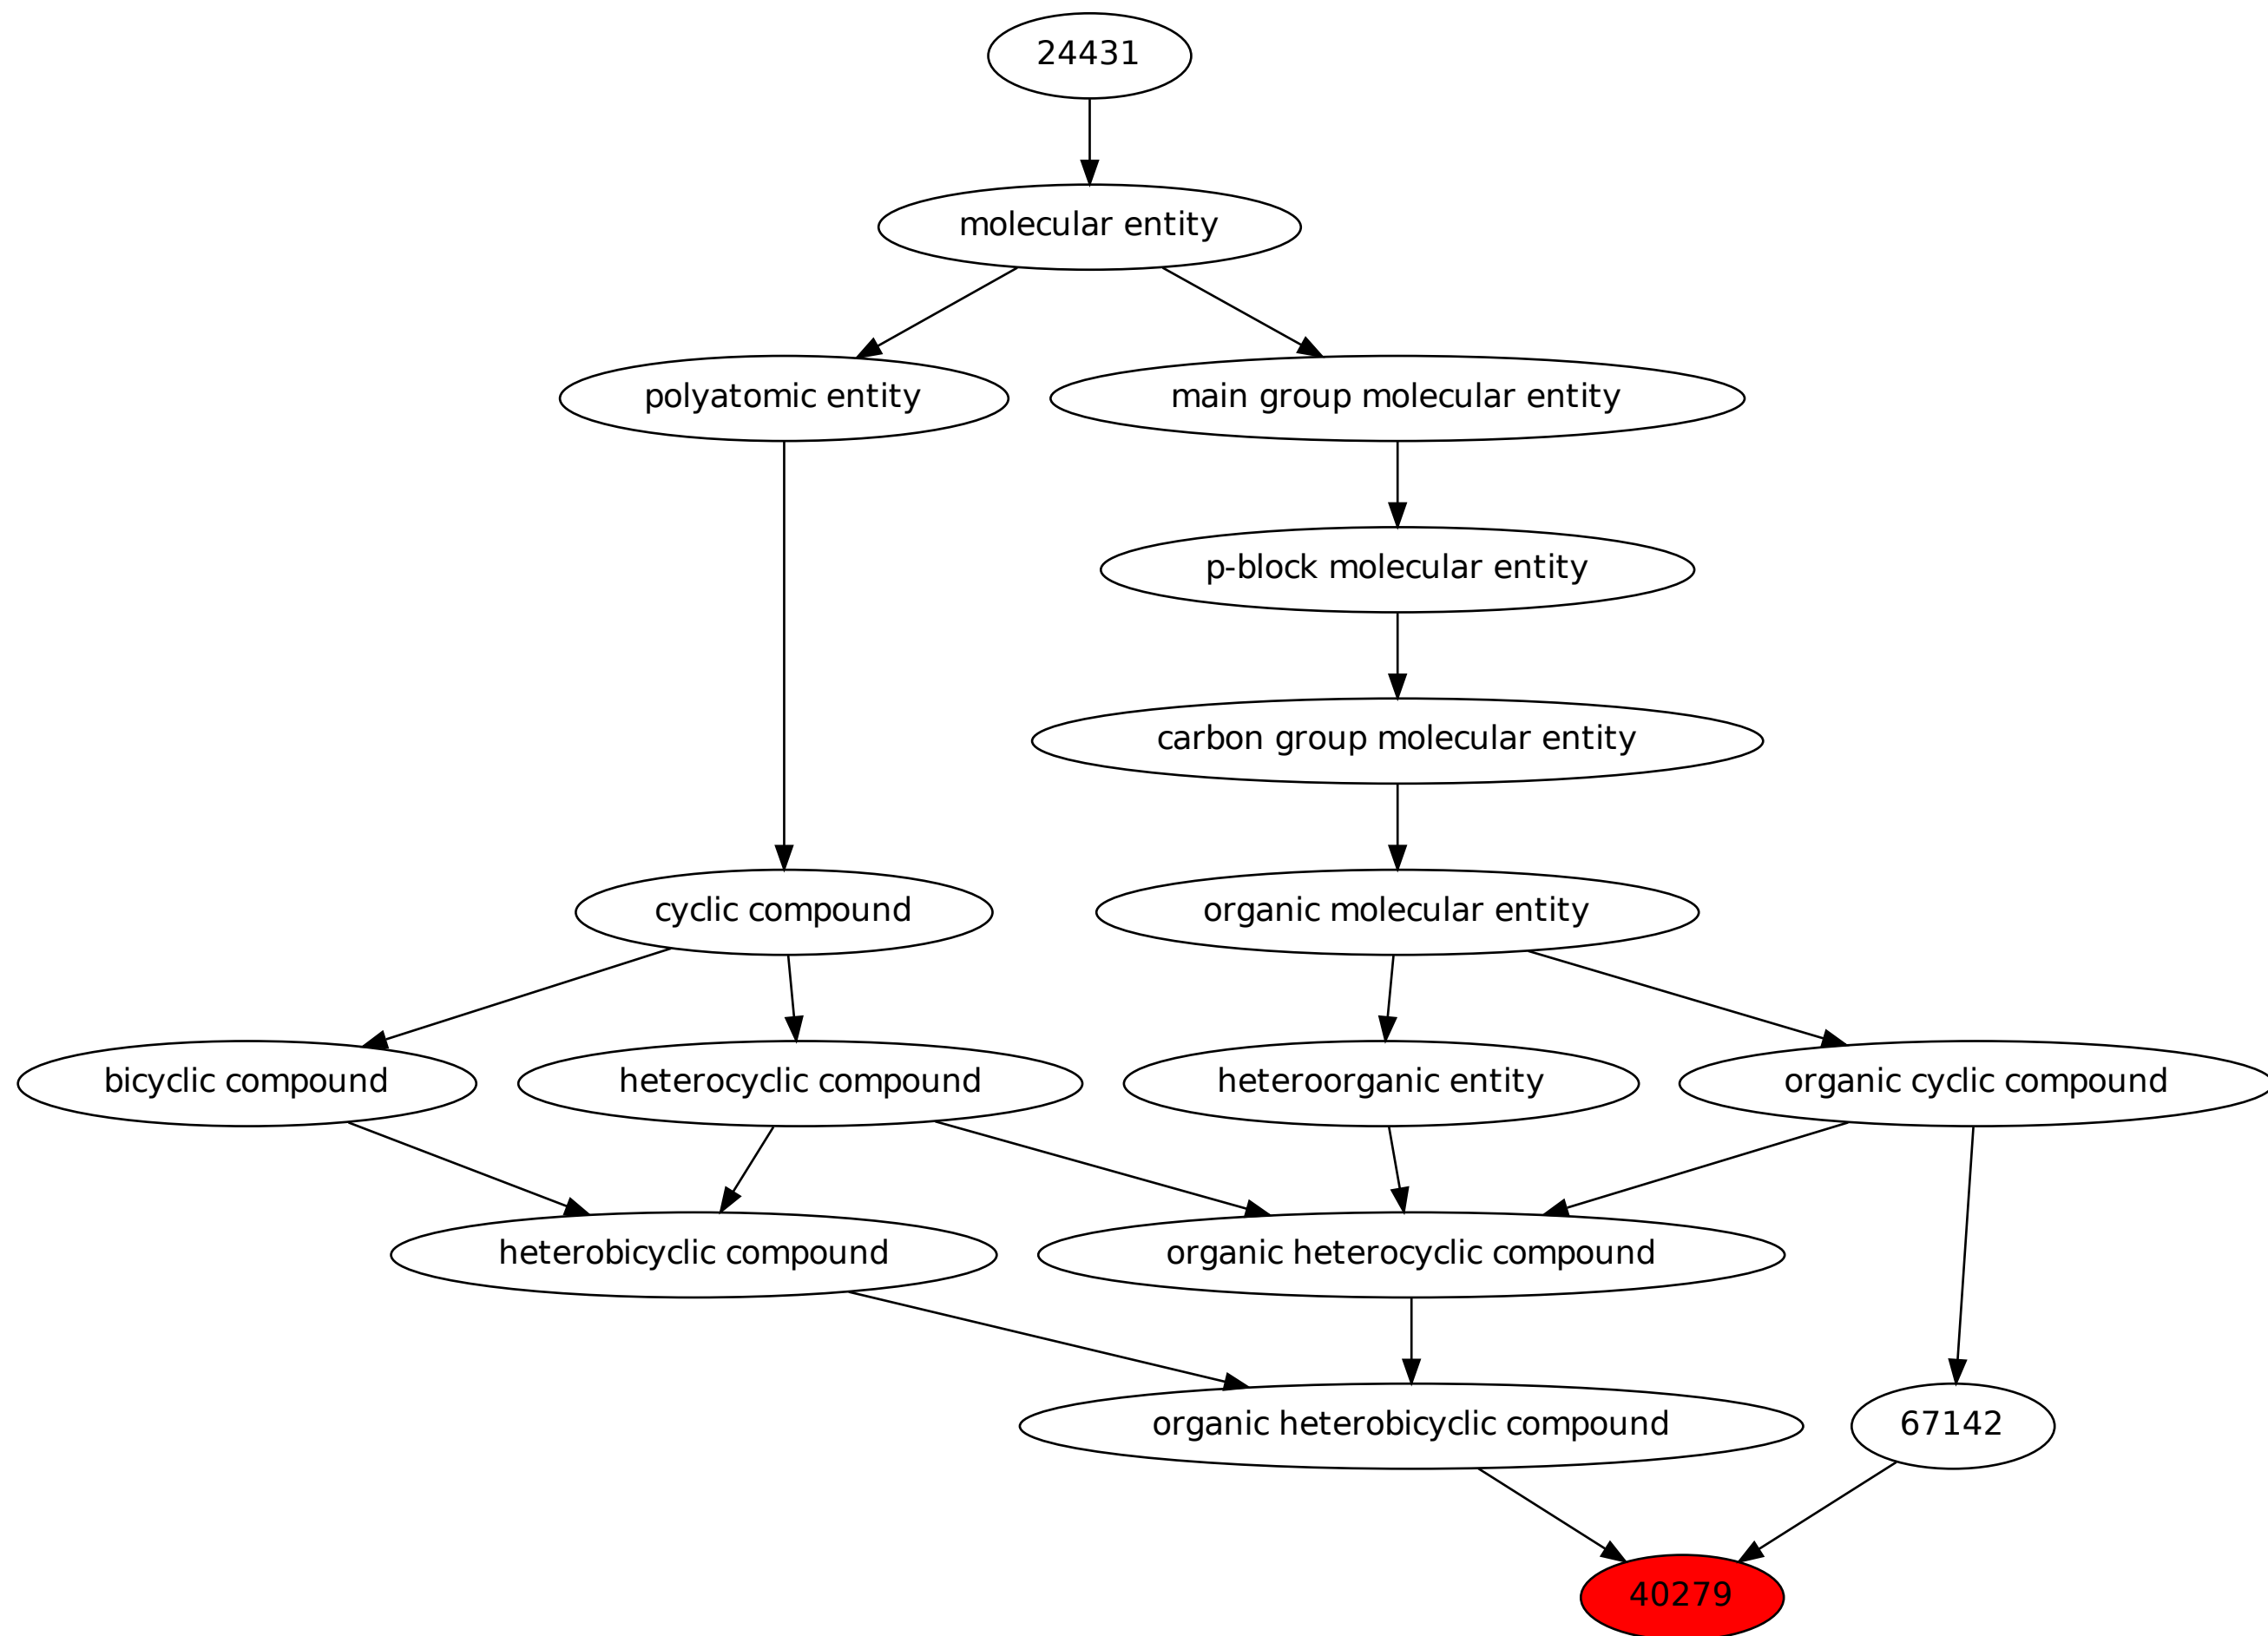 24431
molecular entity
polyatomic entity
main group molecular entity
p-block molecular entity
carbon group molecular entity
cyclic compound
organic molecular entity
bicyclic compound
heterocyclic compound
heteroorganic entity
organic cyclic compound
heterobicyclic compound
organic heterocyclic compound
organic heterobicyclic compound
67142
40279